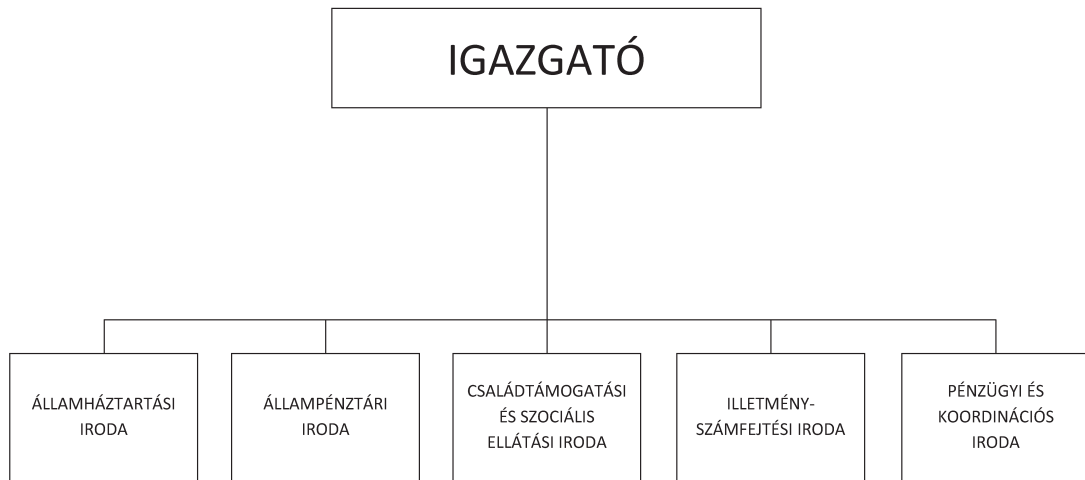 IGAZGATÓ
ÁLLAMHÁZTARTÁSI
IRODA
ÁLLAMPÉNZTÁRI
IRODA
CSALÁDTÁMOGATÁSI
ÉS SZOCIÁLIS
ELLÁTÁSI IRODA
ILLETMÉNY-
SZÁMFEJTÉSI IRODA
PÉNZÜGYI ÉS
KOORDINÁCIÓS
IRODA